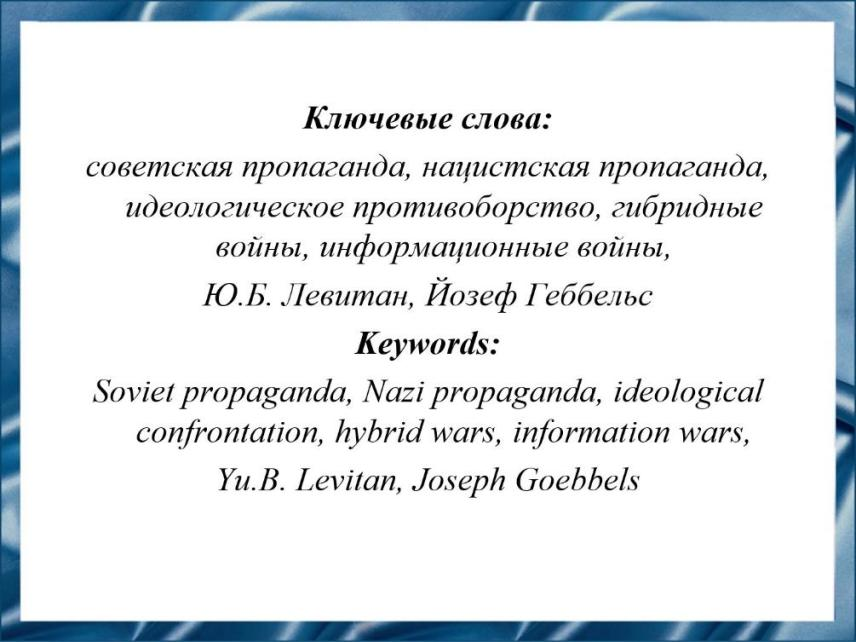 Ключевые слова:
советская пропаганда, нацистская пропаганда,
идеологическое противоборство, гибридные
войны, информационные войны,
Ю.Б. Левитан, Йозеф Геббельс
Keywords:
Soviet propaganda, Nazi propaganda, ideological
confrontation, hybrid wars, information wars,
Yu.B. Levitan, Joseph Goebbels